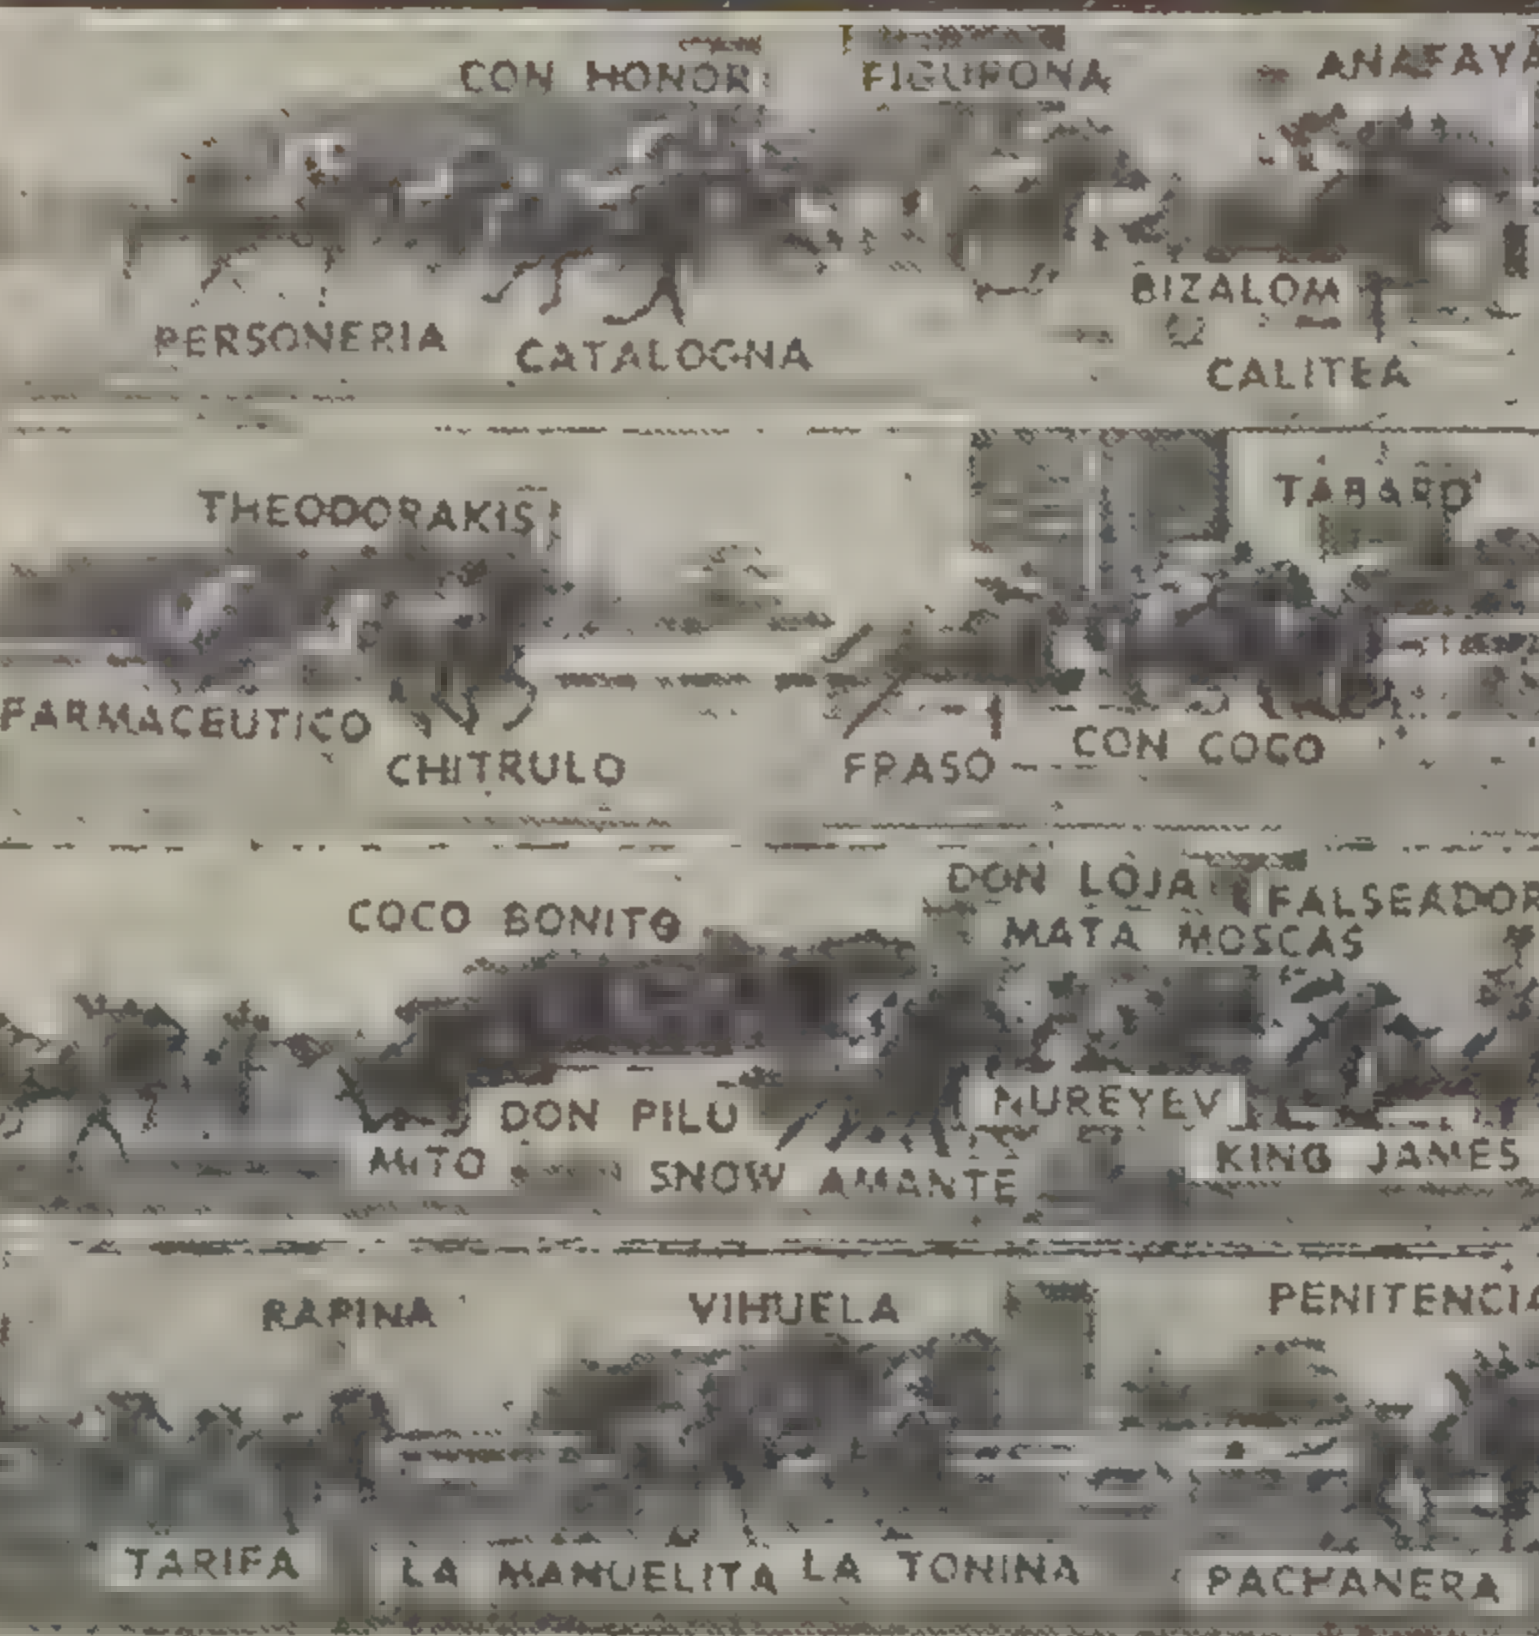 CON HONOR FIGURONA ANAFAYA
BIZALOM
PERSONERIA CATALOGNA CALITEA
THEODORAKIS TABARD
FARMACEUTICO CHITRULO FRASO CON COCO
DON LOJA FALSEADOR
COCO BONITO MATA MOSCAS
DON PILU NUREYEV
MITO SNOW AMANTE KING JAMES
RAPINA VIHUELA PENITENCIA
TARIFA LA MANUELITA LA TONINA PACHANERA